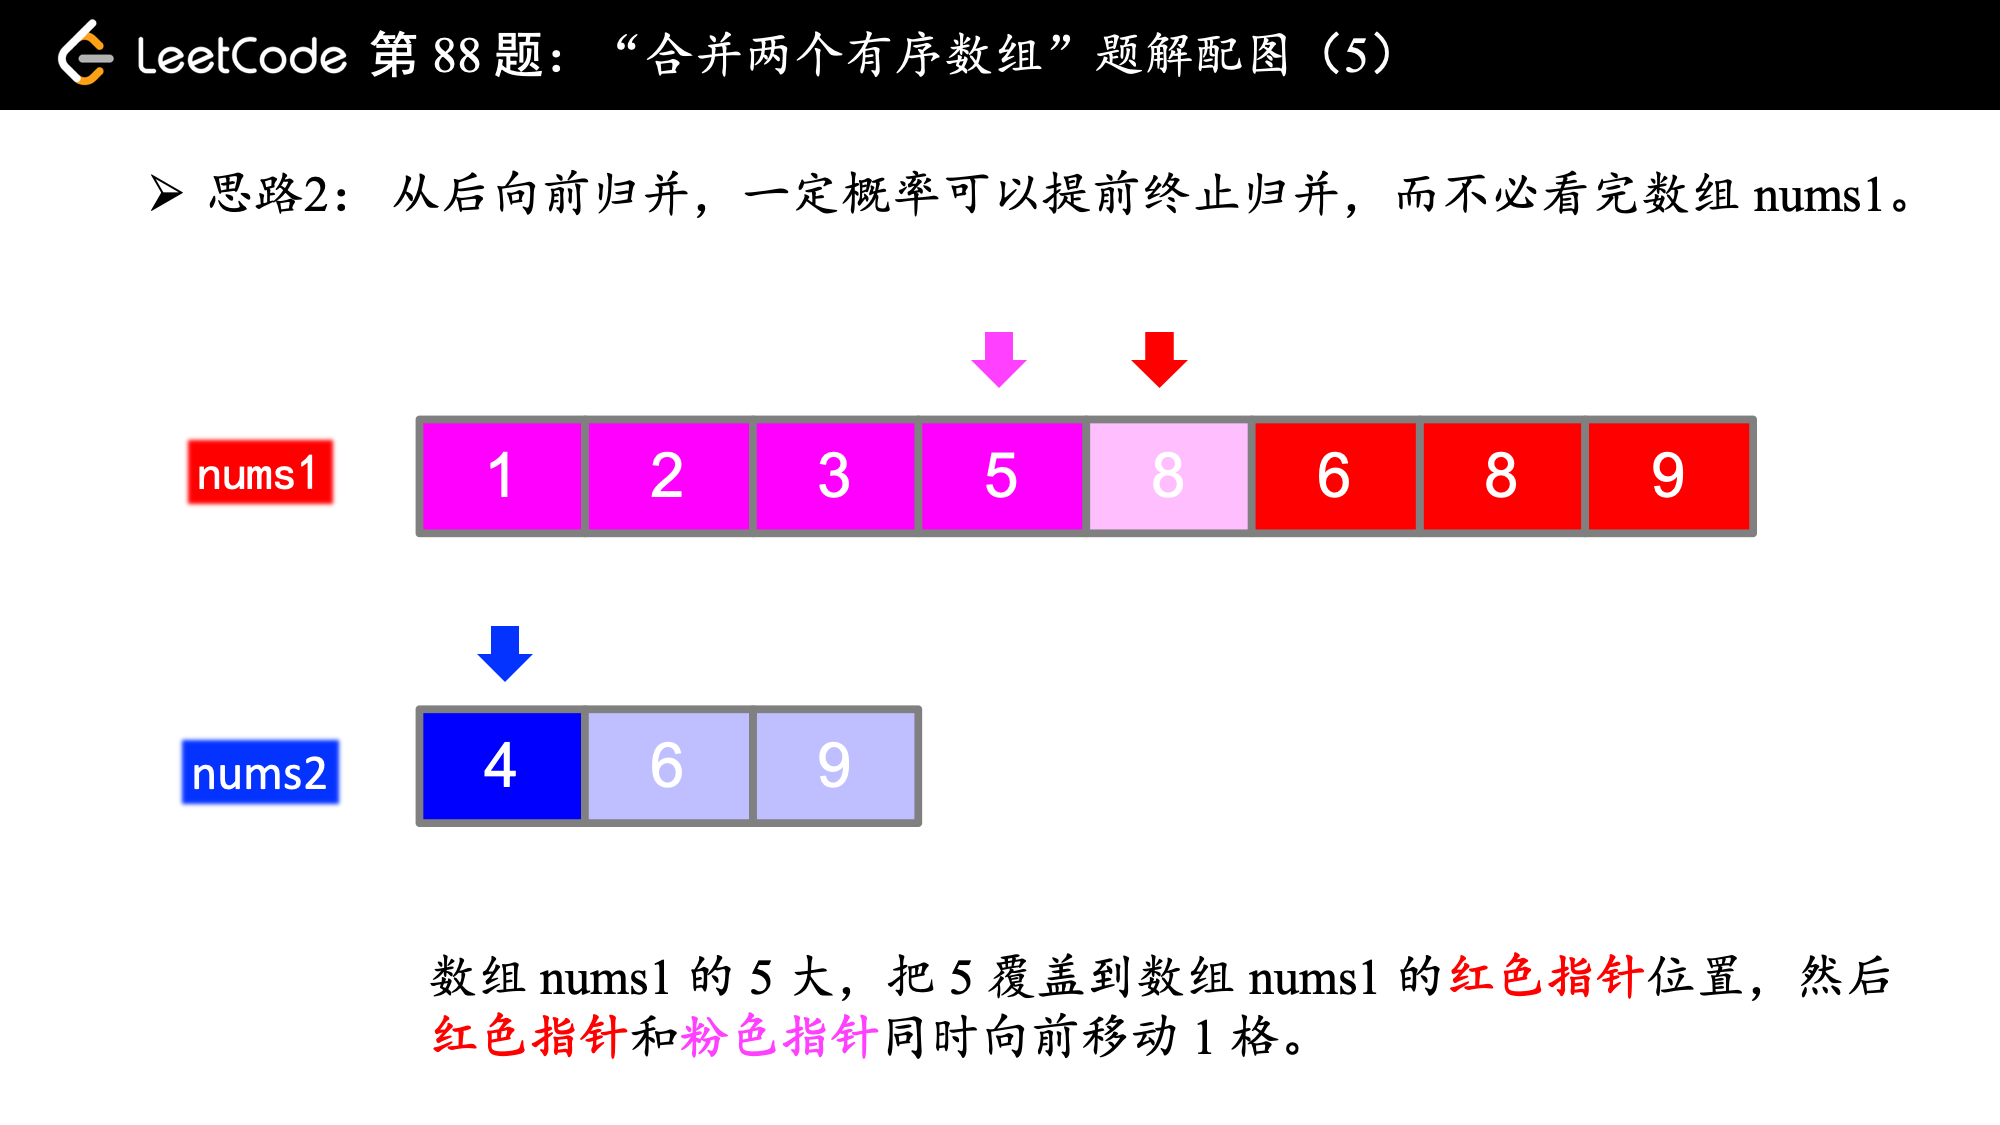 LeetCode 第 88 题：“合并两个有序数组”题解配图（5）
➢ 思路2： 从后向前归并，一定概率可以提前终止归并，而不必看完数组 nums1。
nums1 1 2 3 5 8 6 8 9
nums2 4 6 9
数组 nums1 的 5 大，把 5 覆盖到数组 nums1 的红色指针位置，然后
红色指针和粉色指针同时向前移动 1 格。